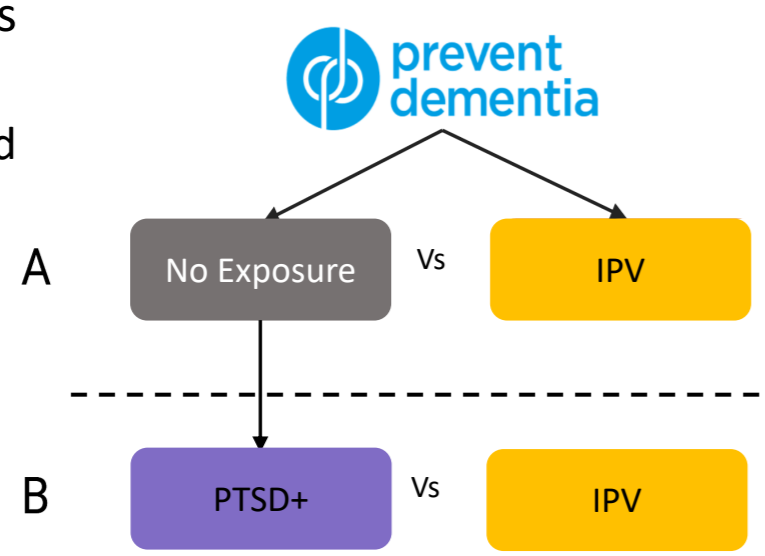 s
d
prevent
dementia
A
No Exposure
Vs
IPV
B
PTSD+
Vs
IPV